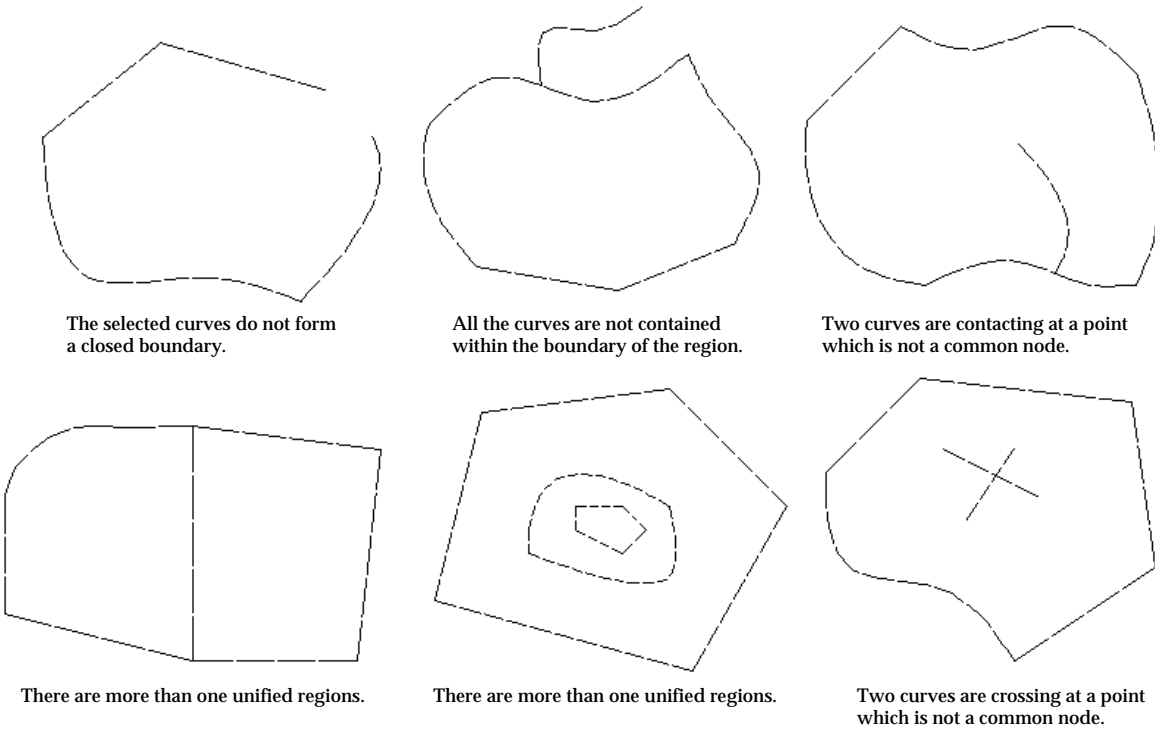 The selected curves do not form
a closed boundary.
All the curves are not contained
within the boundary of the region.
Two curves are contacting at a point
which is not a common node.
There are more than one unified regions.
There are more than one unified regions.
Two curves are crossing at a point
which is not a common node.